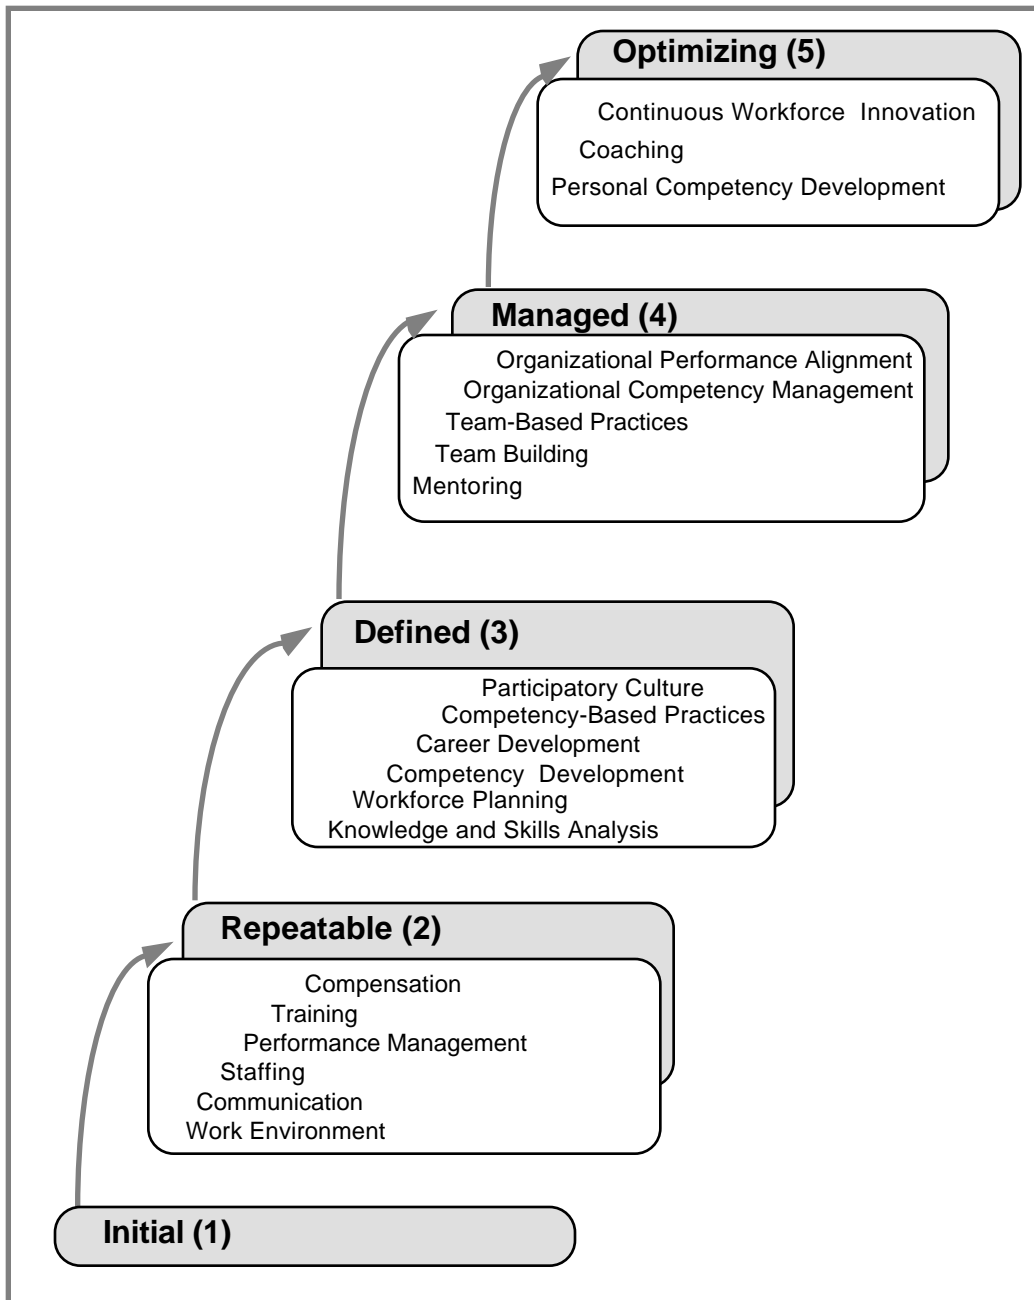 Optimizing (5)
Continuous Workforce Innovation
Coaching
Personal Competency Development
Managed (4)
Organizational Performance Alignment
Organizational Competency Management
Team-Based Practices
Team Building
Mentoring
Defined (3)
Participatory Culture
Competency-Based Practices
Career Development
Competency Development
Workforce Planning
Knowledge and Skills Analysis
Repeatable (2)
Compensation
Training
Performance Management
Staffing
Communication
Work Environment
Initial (1)